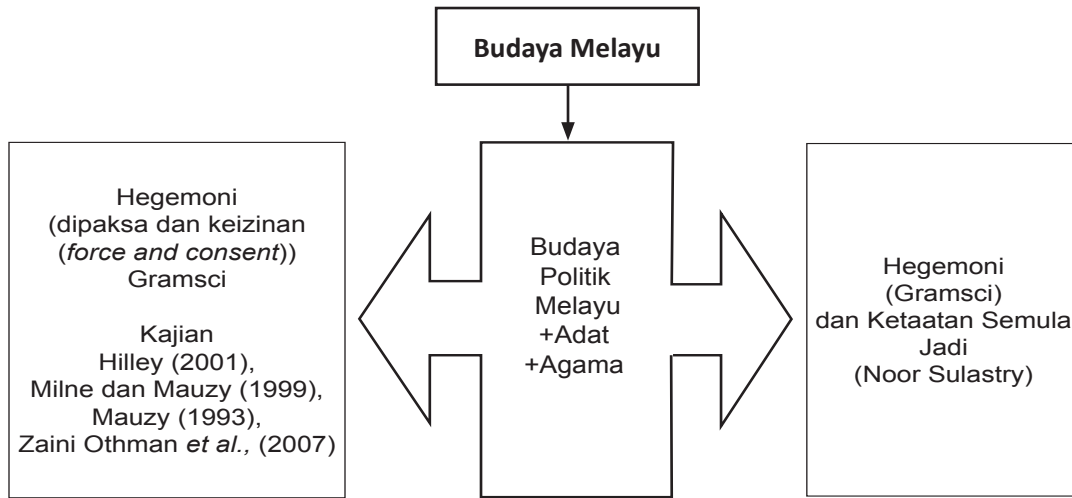 Budaya Melayu
Hegemoni
(dipaksa dan keizinan
(force and consent))
Gramsci
Kajian
Hilley (2001),
Milne dan Mauzy (1999),
Mauzy (1993),
Zaini Othman et al., (2007)
Budaya
Politik
Melayu
+Adat
+Agama
Hegemoni
(Gramsci)
dan Ketaatan Semula
Jadi
(Noor Sulastry)